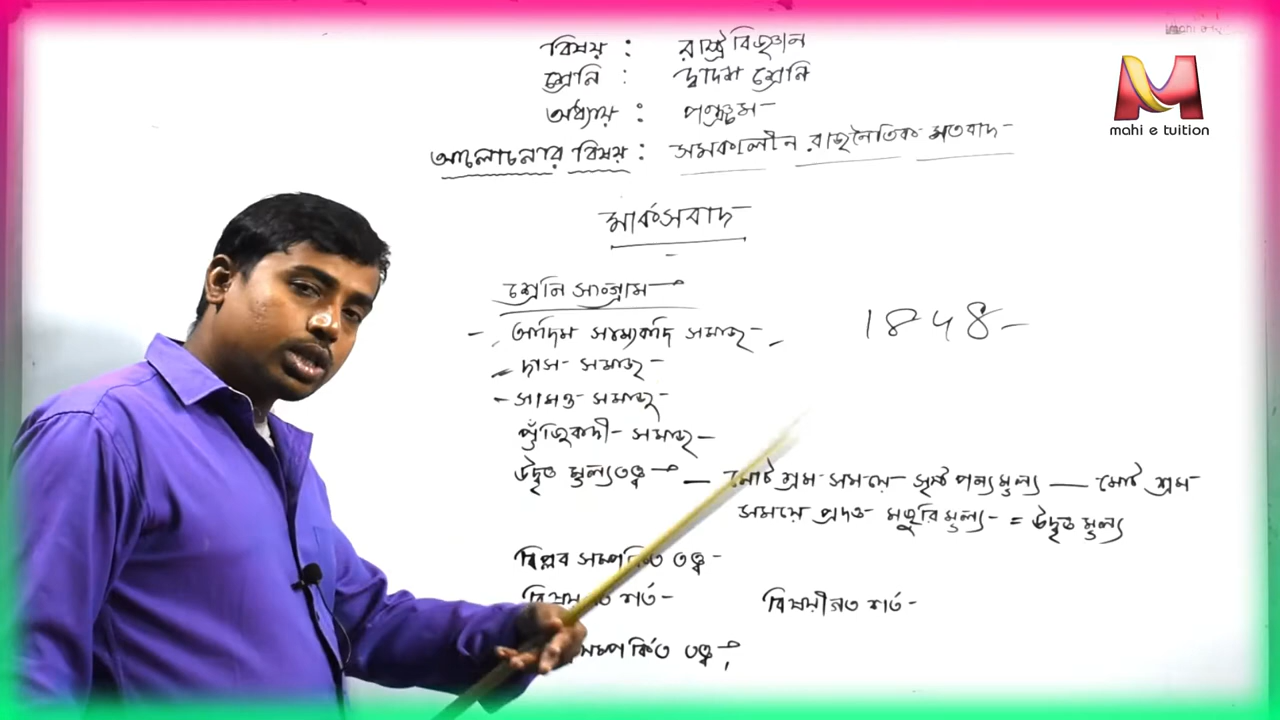 বিষয় : রাষ্ট্রবিজ্ঞান
শ্রেনি : দ্বাদশ শ্রেনি
অধ্যায় : পঞ্চম
আলোচনার বিষয় : সমকালীন রাজনৈতিক মতবাদ
mahi e tuition
মার্কসবাদ
শ্রেনি সংগ্রাম
- আদিম সাম্যবাদি সমাজ -
1848
- দাস সমাজ -
- সামন্ত সমাজ -
পুঁজিবাদী সমাজ -
উদ্বৃত্ত মূল্যতত্ত্ব — মোট শ্রম সময়ে সৃষ্ট পন্যমূল্য — মোট শ্রম
সময়ে প্রদত্ত মজুরি মূল্য = উদ্বৃত্ত মূল্য
বিপ্লব সম্পর্কিত তত্ত্ব -
শর্ত - বিষয়ীগত শর্ত -
সম্পর্কিত তত্ত্ব